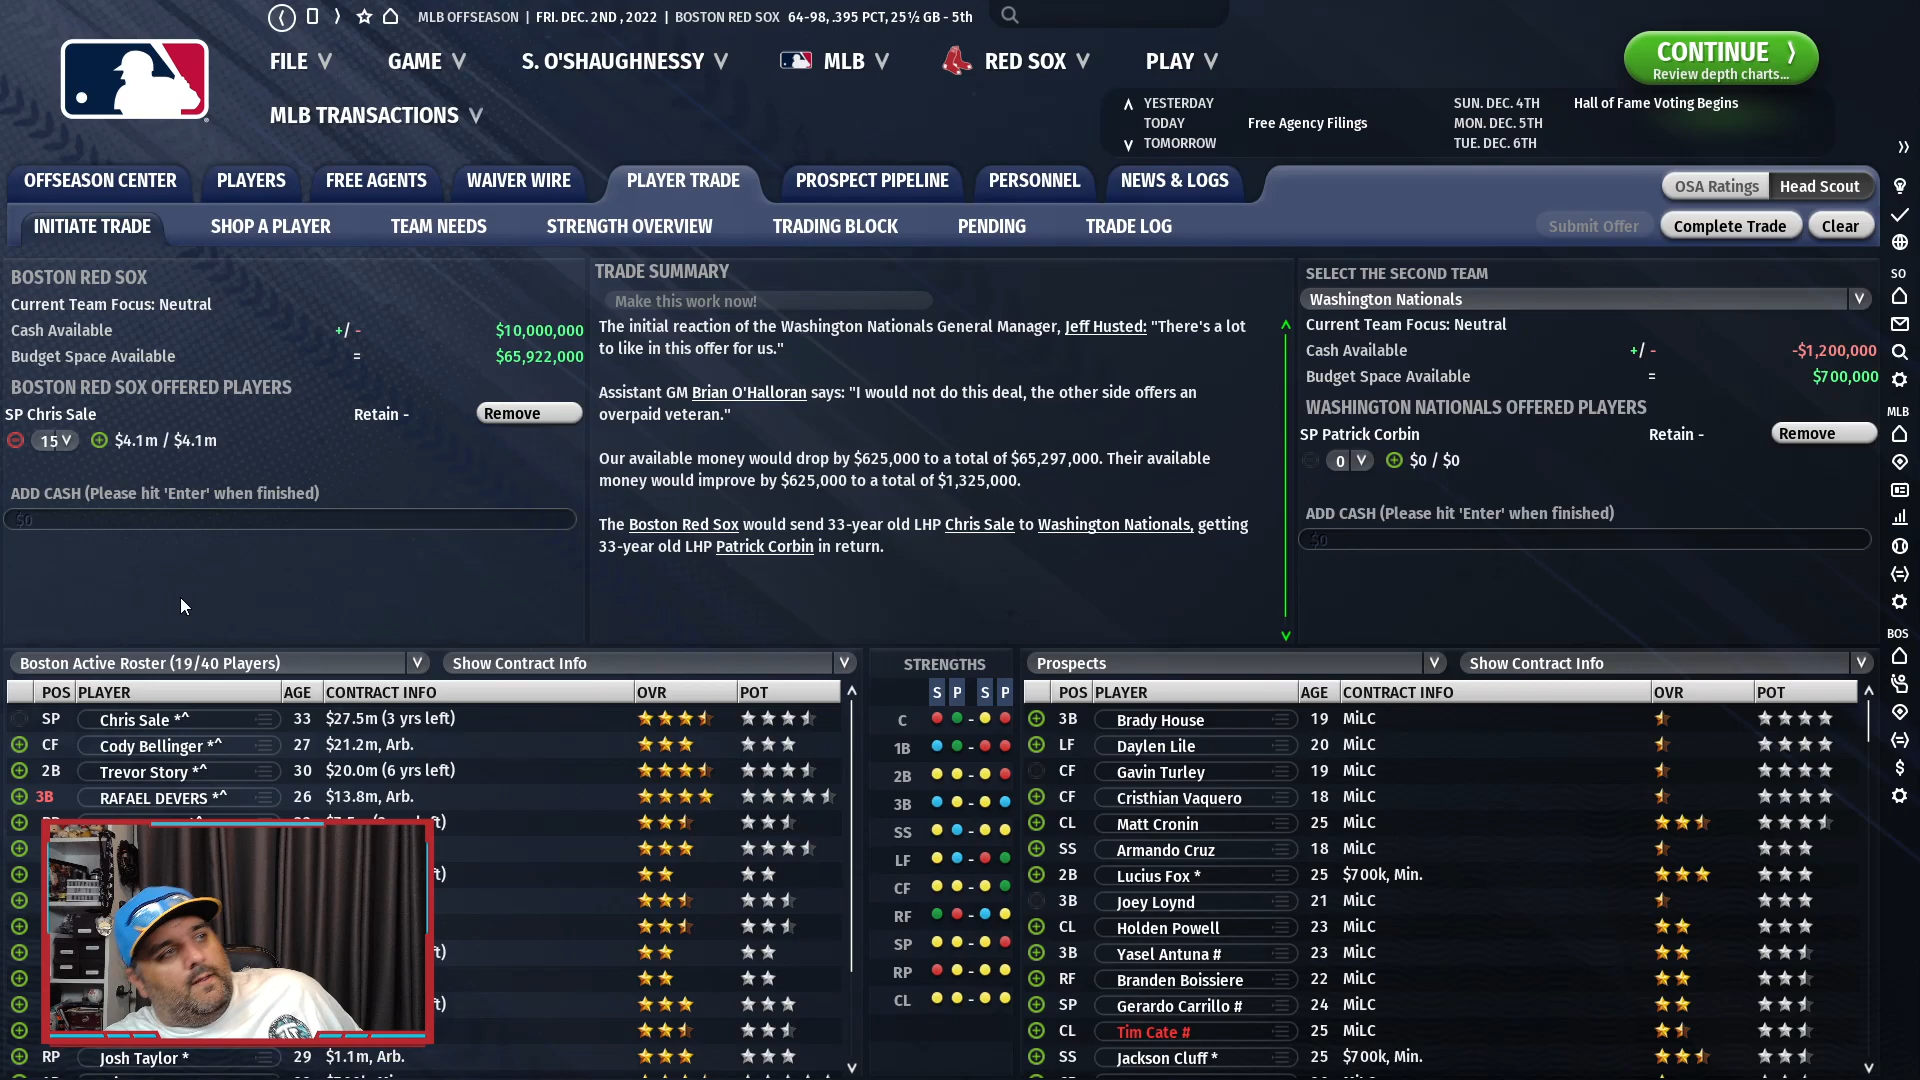 MLB OFFSEASON | FRI. DEC. 2ND , 2022 | BOSTON RED SOX 64-98, .395 PCT, 25½ GB - 5th
FILE GAME S. O'SHAUGHNESSY MLB RED SOX PLAY
CONTINUE
Review depth charts...
MLB TRANSACTIONS
YESTERDAY
TODAY Free Agency Filings
TOMORROW
SUN. DEC. 4TH Hall of Fame Voting Begins
MON. DEC. 5TH
TUE. DEC. 6TH
OFFSEASON CENTER PLAYERS FREE AGENTS WAIVER WIRE PLAYER TRADE PROSPECT PIPELINE PERSONNEL NEWS & LOGS
OSA Ratings Head Scout
INITIATE TRADE SHOP A PLAYER TEAM NEEDS STRENGTH OVERVIEW TRADING BLOCK PENDING TRADE LOG
Submit Offer Complete Trade Clear
BOSTON RED SOX
Current Team Focus: Neutral
Cash Available +/ - $10,000,000
Budget Space Available = $65,922,000
BOSTON RED SOX OFFERED PLAYERS
SP Chris Sale Retain - Remove
15 $4.1m / $4.1m
ADD CASH (Please hit 'Enter' when finished)
$0
TRADE SUMMARY
Make this work now!
The initial reaction of the Washington Nationals General Manager, Jeff Husted: "There's a lot
to like in this offer for us."
Assistant GM Brian O'Halloran says: "I would not do this deal, the other side offers an
overpaid veteran."
Our available money would drop by $625,000 to a total of $65,297,000. Their available
money would improve by $625,000 to a total of $1,325,000.
The Boston Red Sox would send 33-year old LHP Chris Sale to Washington Nationals, getting
33-year old LHP Patrick Corbin in return.
SELECT THE SECOND TEAM
Washington Nationals
Current Team Focus: Neutral
Cash Available +/ - -$1,200,000
Budget Space Available = $700,000
WASHINGTON NATIONALS OFFERED PLAYERS
SP Patrick Corbin Retain - Remove
0 $0 / $0
ADD CASH (Please hit 'Enter' when finished)
$0
SO
MLB
BOS
Boston Active Roster (19/40 Players) Show Contract Info
POS PLAYER AGE CONTRACT INFO OVR POT
SP Chris Sale *^ 33 $27.5m (3 yrs left)
CF Cody Bellinger *^ 27 $21.2m, Arb.
2B Trevor Story *^ 30 $20.0m (6 yrs left)
3B RAFAEL DEVERS *^ 26 $13.8m, Arb.
RP Josh Taylor * 29 $1.1m, Arb.
STRENGTHS
S P S P
C -
1B -
2B -
3B -
SS -
LF -
CF -
RF -
SP -
RP -
CL -
Prospects Show Contract Info
POS PLAYER AGE CONTRACT INFO OVR POT
3B Brady House 19 MiLC
LF Daylen Lile 20 MiLC
CF Gavin Turley 19 MiLC
CF Cristhian Vaquero 18 MiLC
CL Matt Cronin 25 MiLC
SS Armando Cruz 18 MiLC
2B Lucius Fox * 25 $700k, Min.
3B Joey Loynd 21 MiLC
CL Holden Powell 23 MiLC
3B Yasel Antuna # 23 MiLC
RF Branden Boissiere 22 MiLC
SP Gerardo Carrillo # 24 MiLC
CL Tim Cate # 25 MiLC
SS Jackson Cluff * 25 $700k, Min.